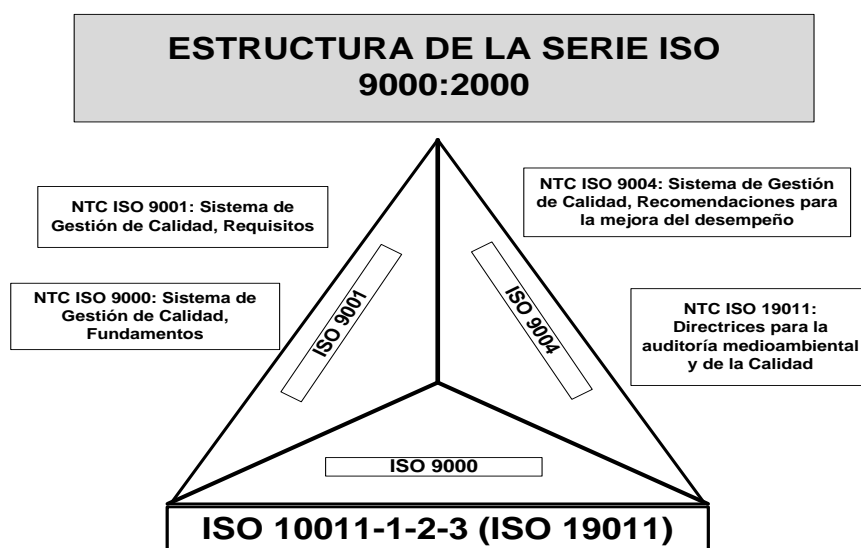 ESTRUCTURA DE LA SERIE ISO
9000:2000
NTC ISO 9001: Sistema de
Gestión de Calidad, Requisitos
NTC ISO 9004: Sistema de Gestión
de Calidad, Recomendaciones para
la mejora del desempeño
NTC ISO 9000: Sistema de
Gestión de Calidad,
Fundamentos
ISO 9001
ISO 9004
NTC ISO 19011:
Directrices para la
auditoría medioambiental
y de la Calidad
ISO 9000
ISO 10011-1-2-3 (ISO 19011)